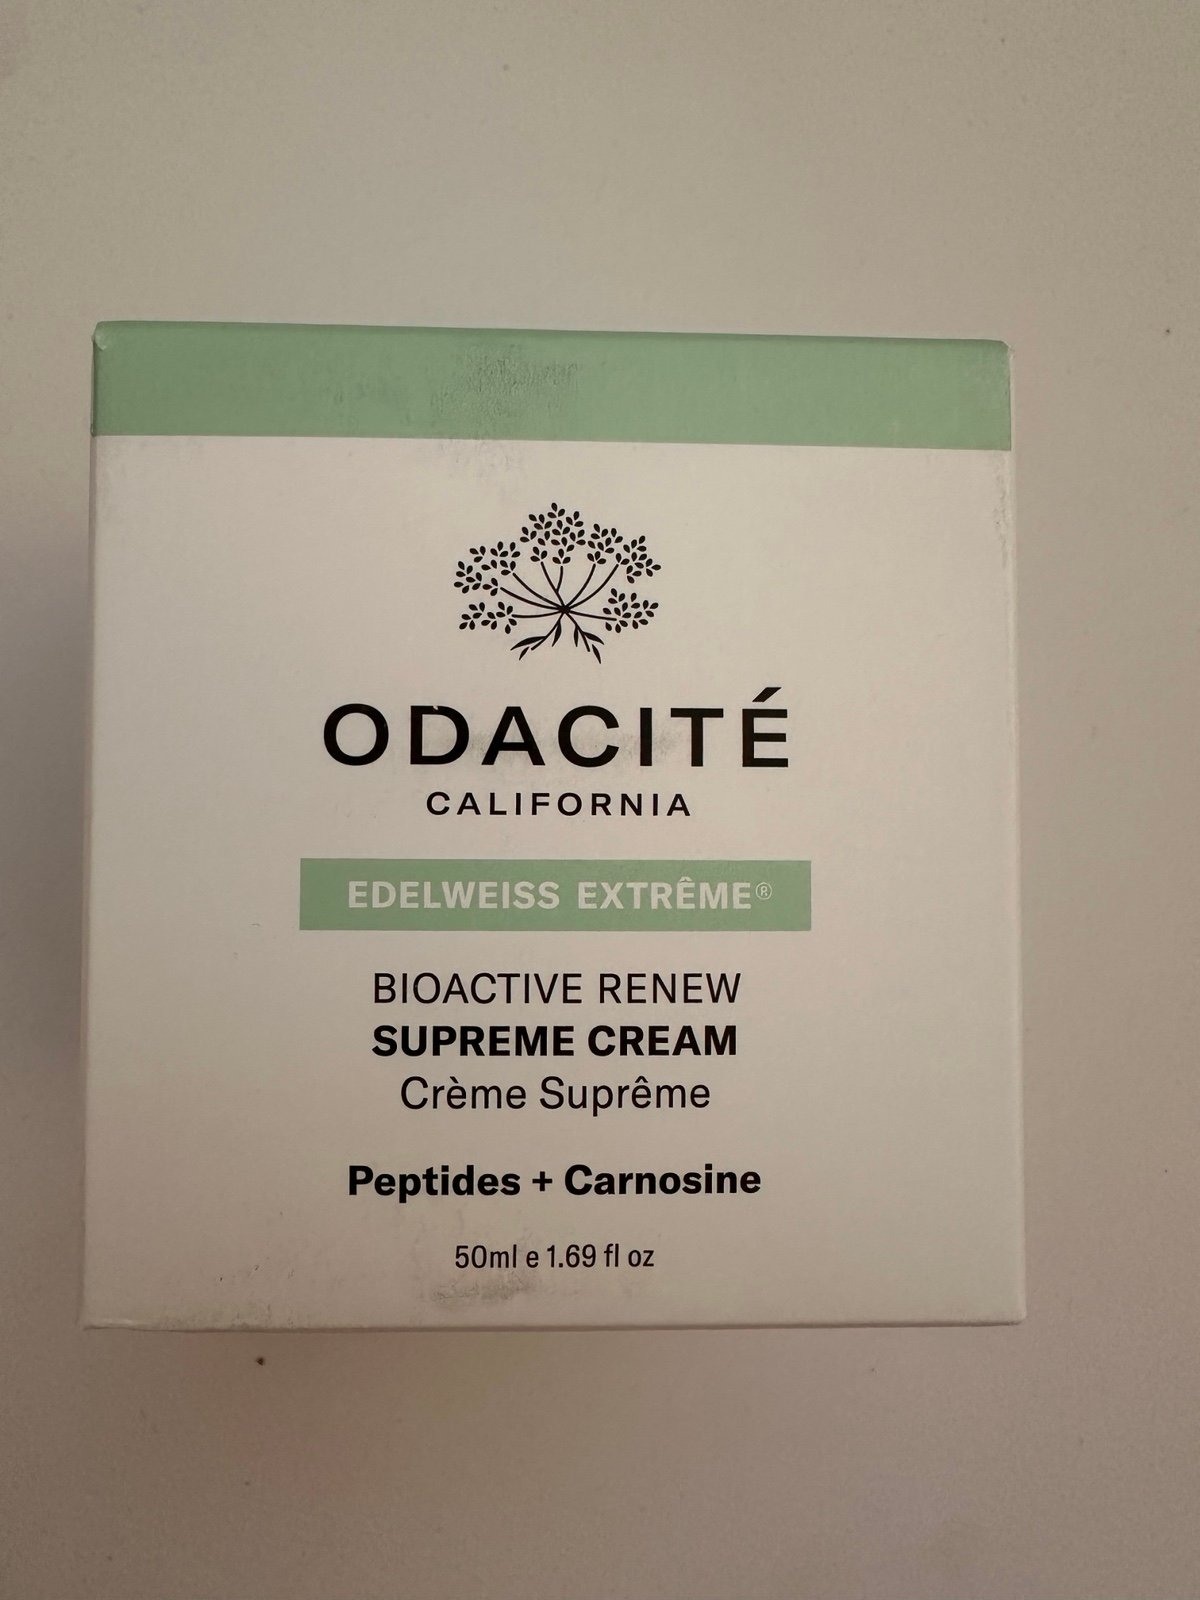 ODACITÉ
CALIFORNIA
EDELWEISS EXTRÊME®
BIOACTIVE RENEW
SUPREME CREAM
Crème Suprême
Peptides + Carnosine
50ml e 1.69 fl oz